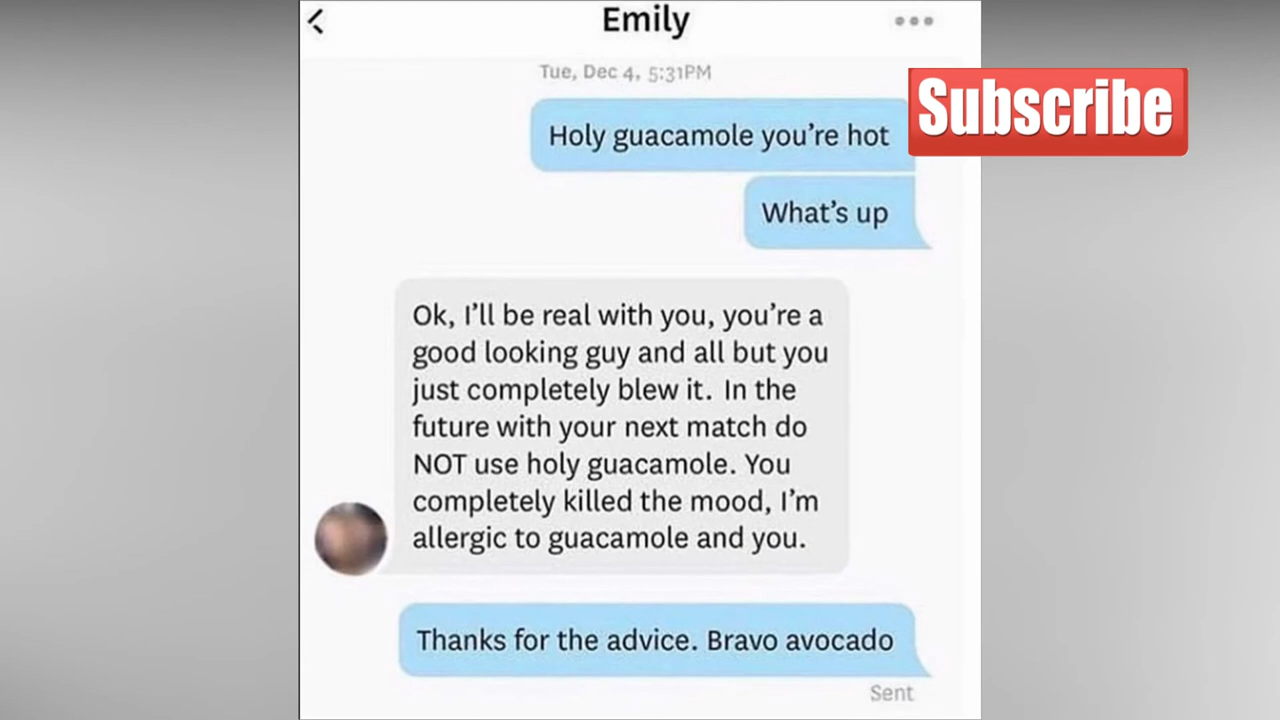 Emily
Tue, Dec 4, 5:31PM
Subscribe
Holy guacamole you're hot
What's up
Ok, I'll be real with you, you're a
good looking guy and all but you
just completely blew it. In the
future with your next match do
NOT use holy guacamole. You
completely killed the mood, I'm
allergic to guacamole and you.
Thanks for the advice. Bravo avocado
Sent